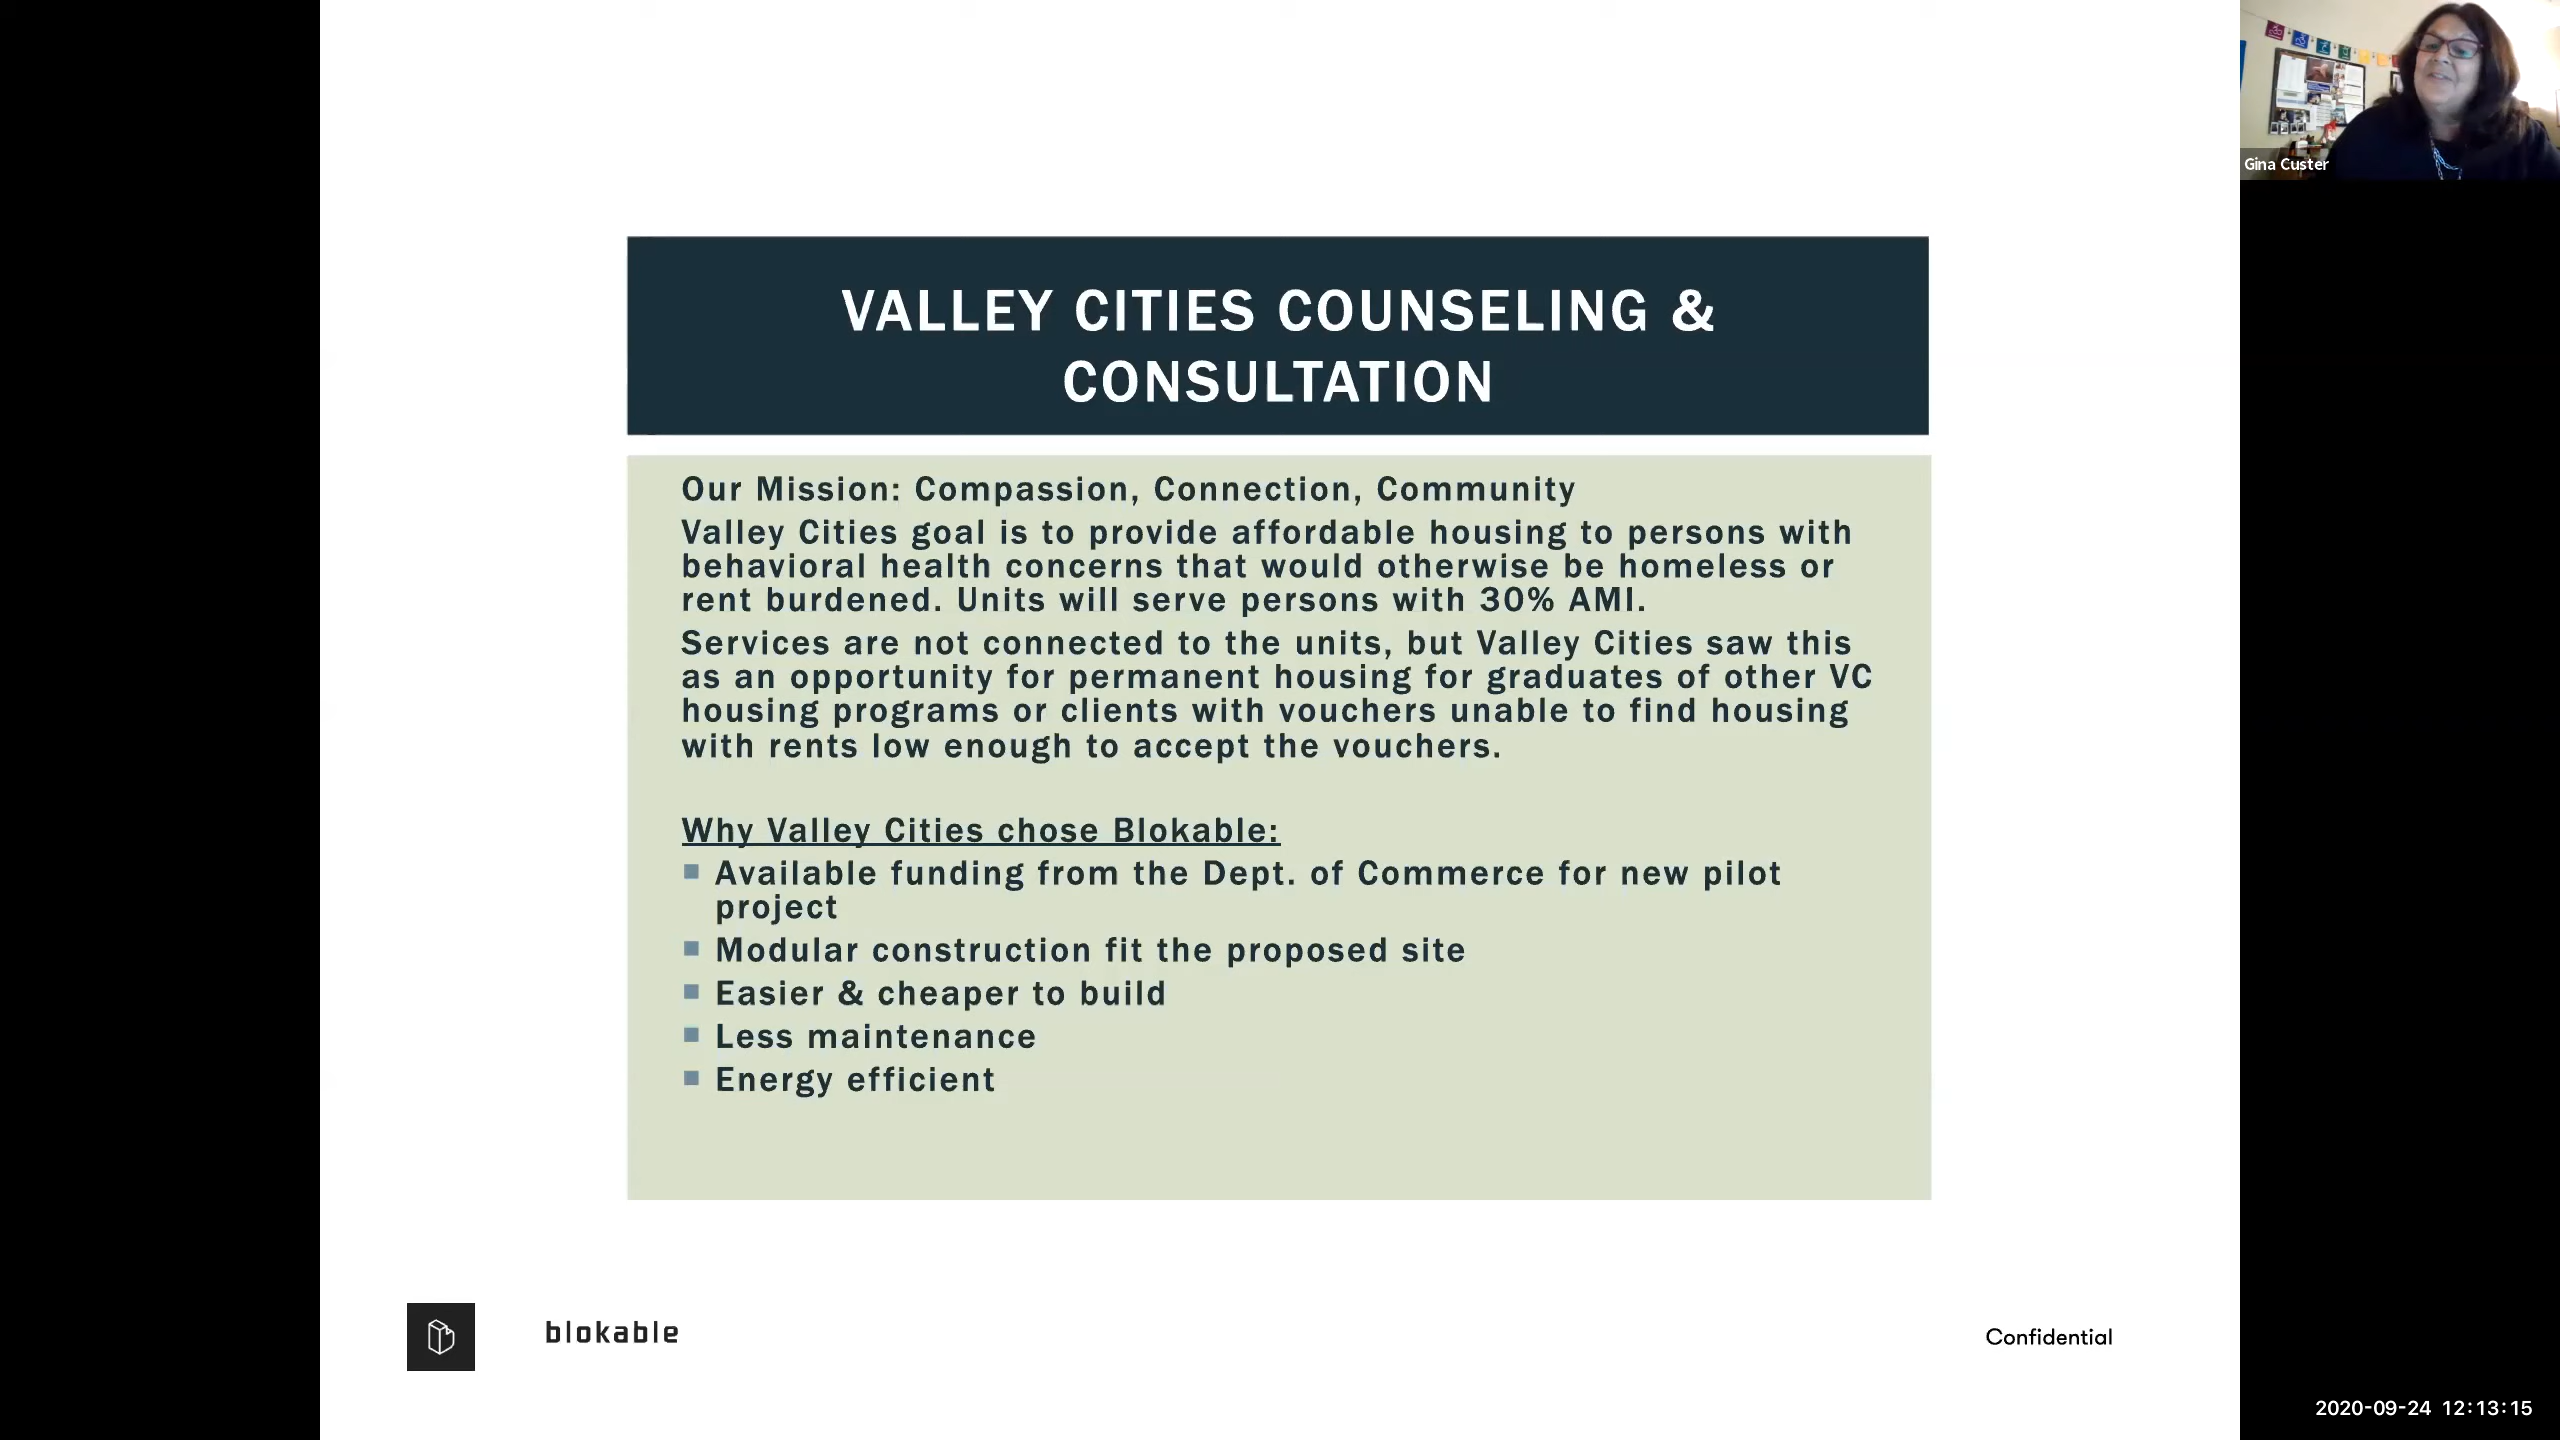 Gina Custer
VALLEY CITIES COUNSELING &
CONSULTATION
Our Mission: Compassion, Connection, Community
Valley Cities goal is to provide affordable housing to persons with
behavioral health concerns that would otherwise be homeless or
rent burdened. Units will serve persons with 30% AMI.
Services are not connected to the units, but Valley Cities saw this
as an opportunity for permanent housing for graduates of other VC
housing programs or clients with vouchers unable to find housing
with rents low enough to accept the vouchers.
Why Valley Cities chose Blokable:
Available funding from the Dept. of Commerce for new pilot
project
Modular construction fit the proposed site
Easier & cheaper to build
Less maintenance
Energy efficient
blokable
Confidential
2020-09-24 12:13:15